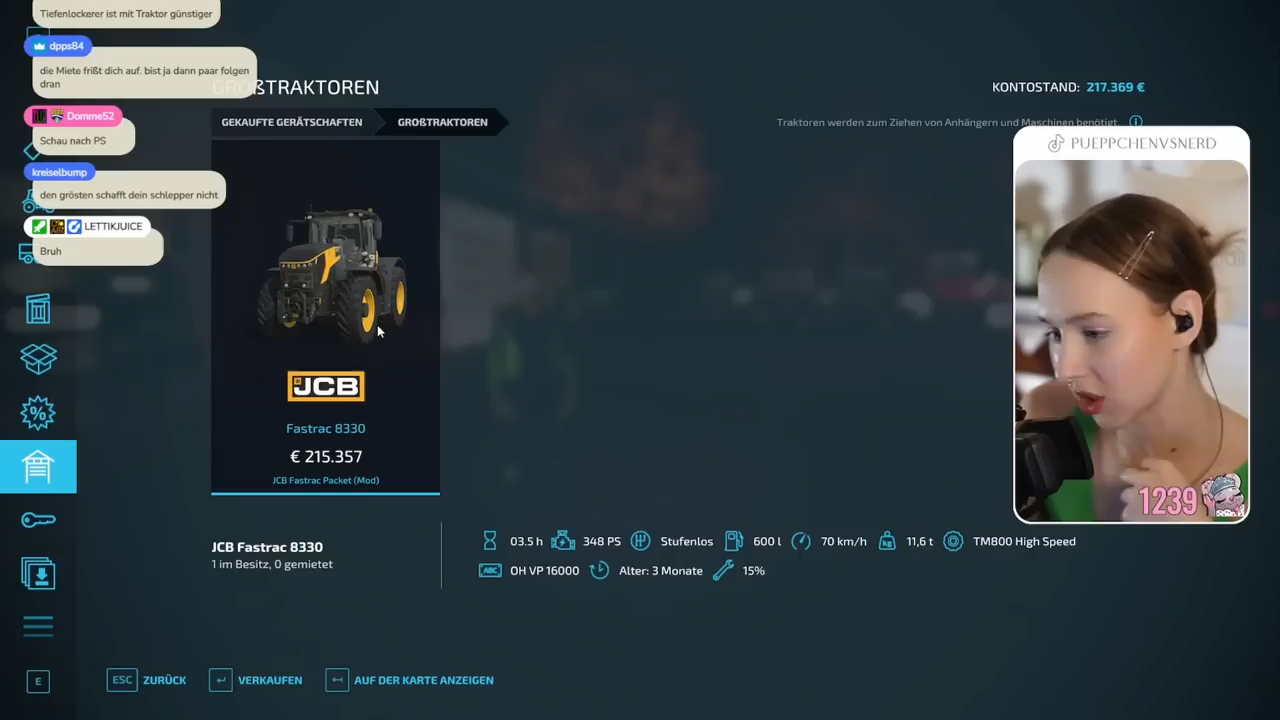 Tiefenlockerer ist mit Traktor günstiger
dpps84
die Miete frißt dich auf. bist ja dann paar folgen
dran
Domme52
Schau nach PS
kreiselbump
den grösten schafft dein schlepper nicht
LETTIKJUICE
Bruh
GROßTRAKTOREN
KONTOSTAND: 217.369 €
GEKAUFTE GERÄTSCHAFTEN
GROßTRAKTOREN
Traktoren werden zum Ziehen von Anhängern und Maschinen benötigt.
PUEPPCHENVSNERD
JCB
Fastrac 8330
€ 215.357
JCB Fastrac Packet (Mod)
1239
JCB Fastrac 8330
1 im Besitz, 0 gemietet
03.5 h
348 PS
Stufenlos
600 l
70 km/h
11,6 t
TM800 High Speed
ABC
OH VP 16000
Alter: 3 Monate
15%
E
ESC ZURÜCK
VERKAUFEN
AUF DER KARTE ANZEIGEN